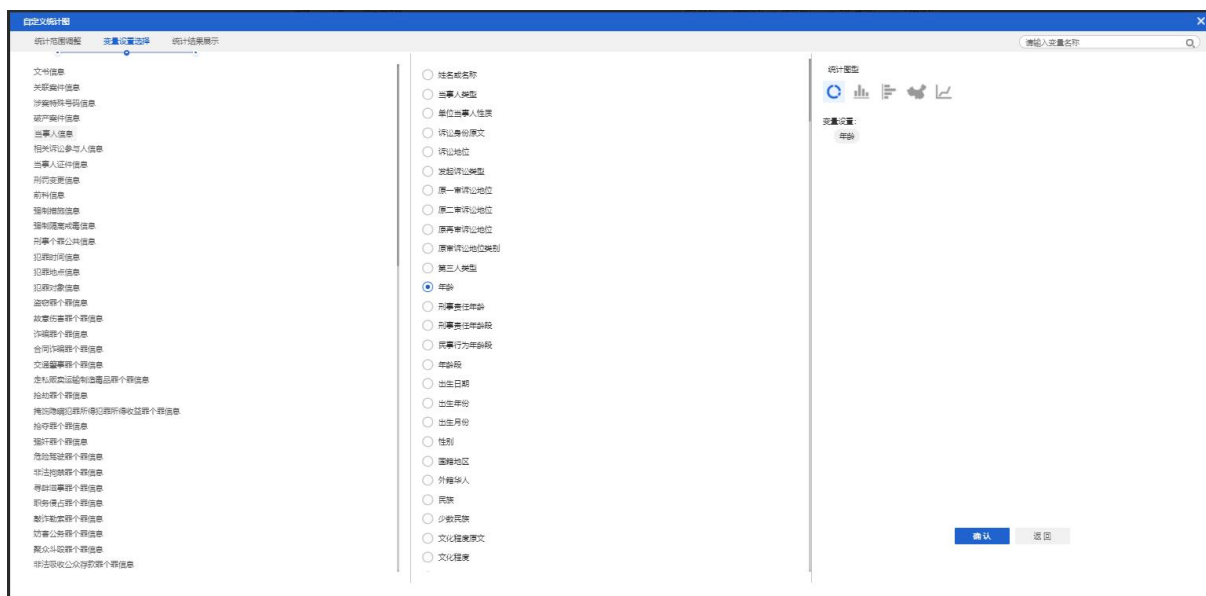 自定义统计图
统计范围调整 变量设置选择 统计结果展示
请输入变量名称
文书信息
关联案件信息
涉案特殊号码信息
破产案件信息
当事人信息
相关诉讼参与人信息
当事人证件信息
刑罚变更信息
前科信息
强制措施信息
强制隔离戒毒信息
刑事个罪公共信息
犯罪时间信息
犯罪地点信息
犯罪对象信息
盗窃罪个罪信息
故意伤害罪个罪信息
诈骗罪个罪信息
合同诈骗罪个罪信息
交通肇事罪个罪信息
走私贩卖运输制造毒品罪个罪信息
抢劫罪个罪信息
掩饰隐瞒犯罪所得犯罪所得收益罪个罪信息
抢夺罪个罪信息
强奸罪个罪信息
危险驾驶罪个罪信息
非法拘禁罪个罪信息
寻衅滋事罪个罪信息
职务侵占罪个罪信息
敲诈勒索罪个罪信息
妨害公务罪个罪信息
聚众斗殴罪个罪信息
非法吸收公众存款罪个罪信息
姓名或名称
当事人类型
单位当事人性质
诉讼身份原文
诉讼地位
发起诉讼类型
原一审诉讼地位
原二审诉讼地位
原再审诉讼地位
原审诉讼地位类别
第三人类型
年龄
刑事责任年龄
刑事责任年龄段
民事行为年龄段
年龄段
出生日期
出生年份
出生月份
性别
国籍地区
外籍华人
民族
少数民族
文化程度原文
文化程度
统计图型
变量设置:
年龄
确认 返回